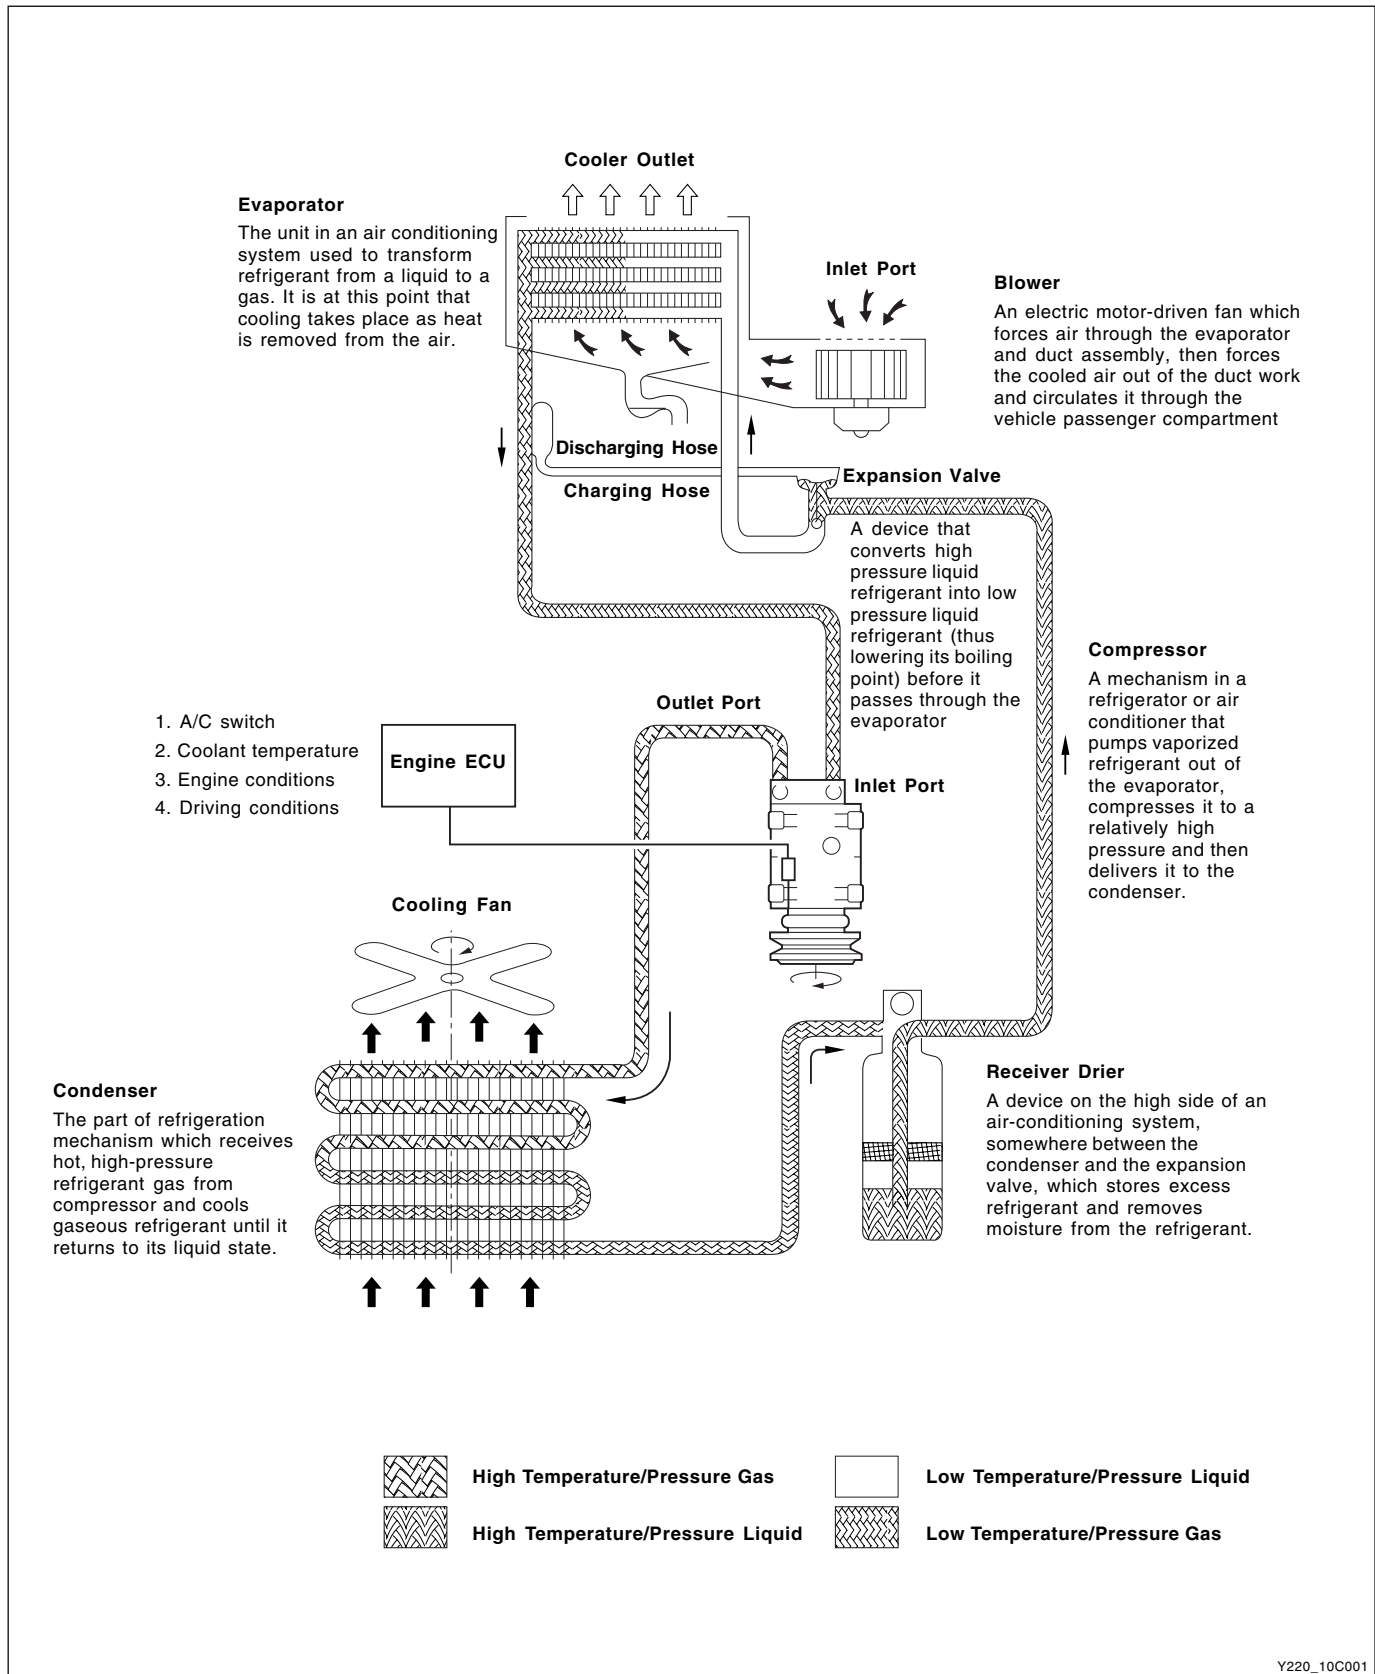 Cooler Outlet
Evaporator
The unit in an air conditioning
system used to transform
refrigerant from a liquid to a
gas. It is at this point that
cooling takes place as heat
is removed from the air.
Inlet Port
Blower
An electric motor-driven fan which
forces air through the evaporator
and duct assembly, then forces
the cooled air out of the duct work
and circulates it through the
vehicle passenger compartment
Discharging Hose
Charging Hose
Expansion Valve
A device that
converts high
pressure liquid
refrigerant into low
pressure liquid
refrigerant (thus
lowering its boiling
point) before it
passes through the
evaporator
Compressor
A mechanism in a
refrigerator or air
conditioner that
pumps vaporized
refrigerant out of
the evaporator,
compresses it to a
relatively high
pressure and then
delivers it to the
condenser.
Outlet Port
1. A/C switch
2. Coolant temperature
3. Engine conditions
4. Driving conditions
Engine ECU
Inlet Port
Cooling Fan
Condenser
The part of refrigeration
mechanism which receives
hot, high-pressure
refrigerant gas from
compressor and cools
gaseous refrigerant until it
returns to its liquid state.
Receiver Drier
A device on the high side of an
air-conditioning system,
somewhere between the
condenser and the expansion
valve, which stores excess
refrigerant and removes
moisture from the refrigerant.
High Temperature/Pressure Gas
Low Temperature/Pressure Liquid
High Temperature/Pressure Liquid
Low Temperature/Pressure Gas
Y220_10C001